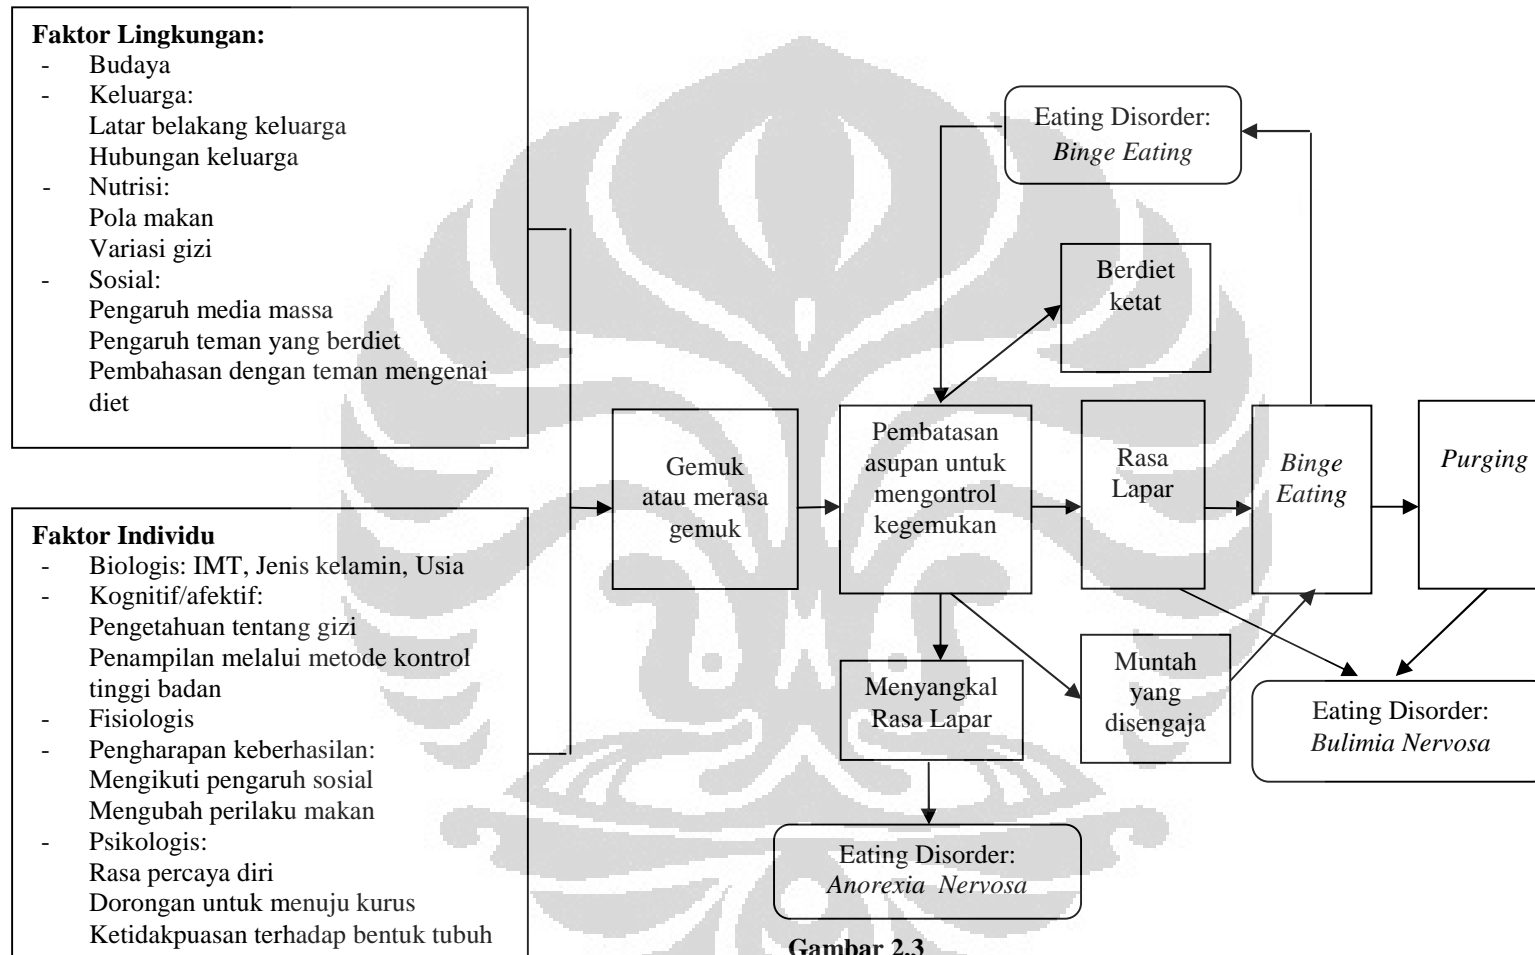 Faktor Lingkungan:
- Budaya
- Keluarga:
Latar belakang keluarga
Hubungan keluarga
- Nutrisi:
Pola makan
Variasi gizi
- Sosial:
Pengaruh media massa
Pengaruh teman yang berdiet
Pembahasan dengan teman mengenai
diet
Faktor Individu
- Biologis: IMT, Jenis kelamin, Usia
- Kognitif/afektif:
Pengetahuan tentang gizi
Penampilan melalui metode kontrol
tinggi badan
- Fisiologis
- Pengharapan keberhasilan:
Mengikuti pengaruh sosial
Mengubah perilaku makan
- Psikologis:
Rasa percaya diri
Dorongan untuk menuju kurus
Ketidakpuasan terhadap bentuk tubuh
Gemuk
atau merasa
gemuk
Pembatasan
asupan untuk
mengontrol
kegemukan
Eating Disorder:
Binge Eating
Berdiet
ketat
Rasa
Lapar
Binge
Eating
Purging
Menyangkal
Rasa Lapar
Muntah
yang
disengaja
Eating Disorder:
Bulimia Nervosa
Eating Disorder:
Anorexia Nervosa
Gambar 2.3